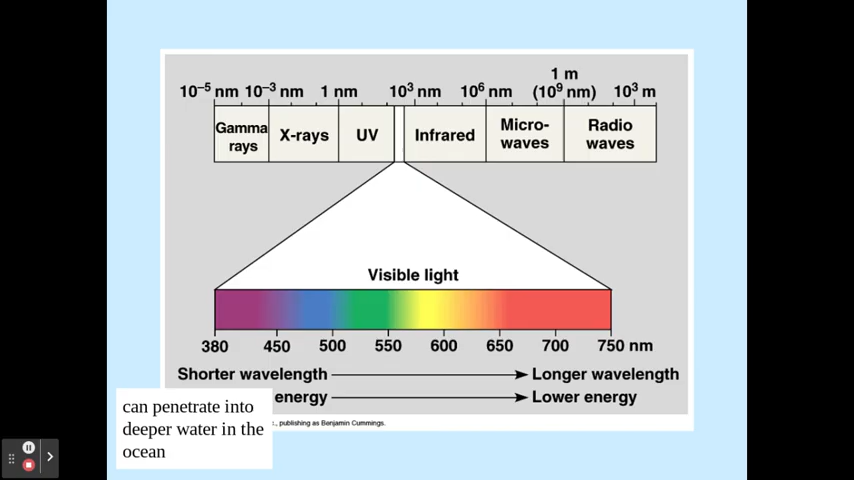 1 m
10⁻⁵ nm 10⁻³ nm 1 nm 10³ nm 10⁶ nm (10⁹ nm) 10³ m
Gamma rays X-rays UV Infrared Micro-waves Radio waves
Visible light
380 450 500 550 600 650 700 750 nm
Shorter wavelength Longer wavelength
energy Lower energy
can penetrate into
deeper water in the
ocean
., publishing as Benjamin Cummings.